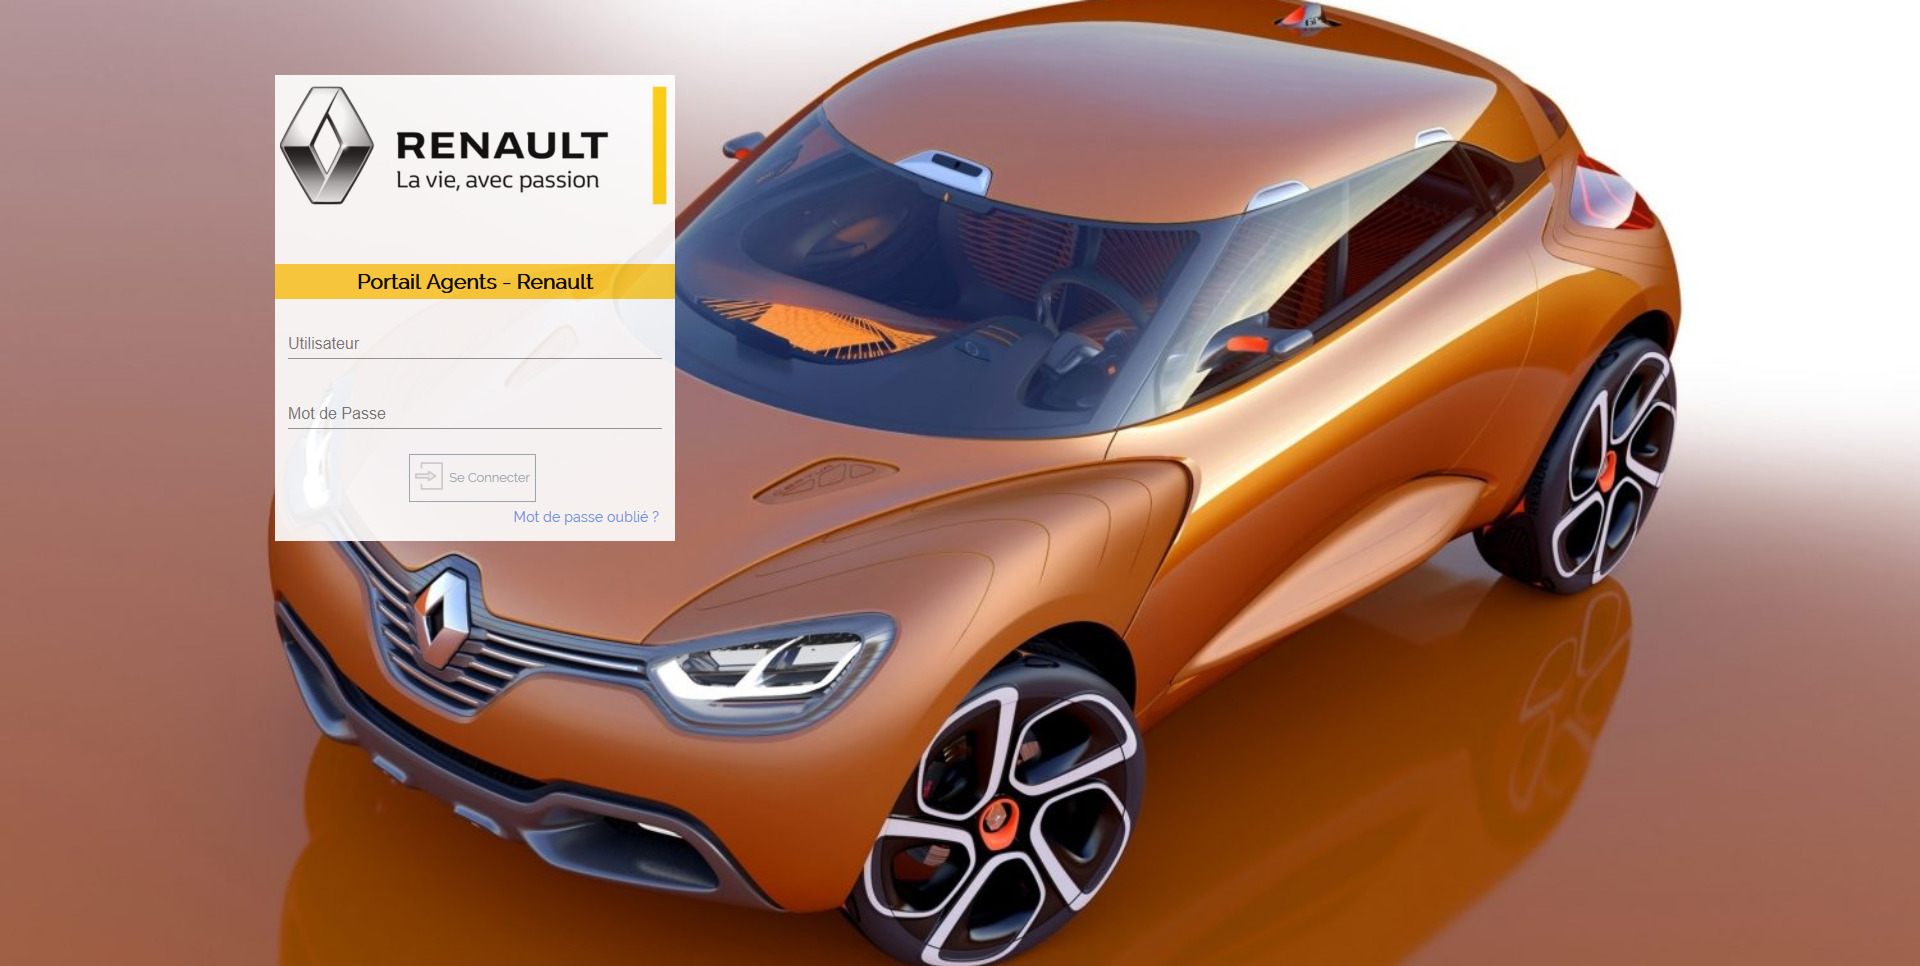 RENAULT
La vie, avec passion
Portail Agents - Renault
Utilisateur
Mot de Passe
Se Connecter
Mot de passe oublié ?